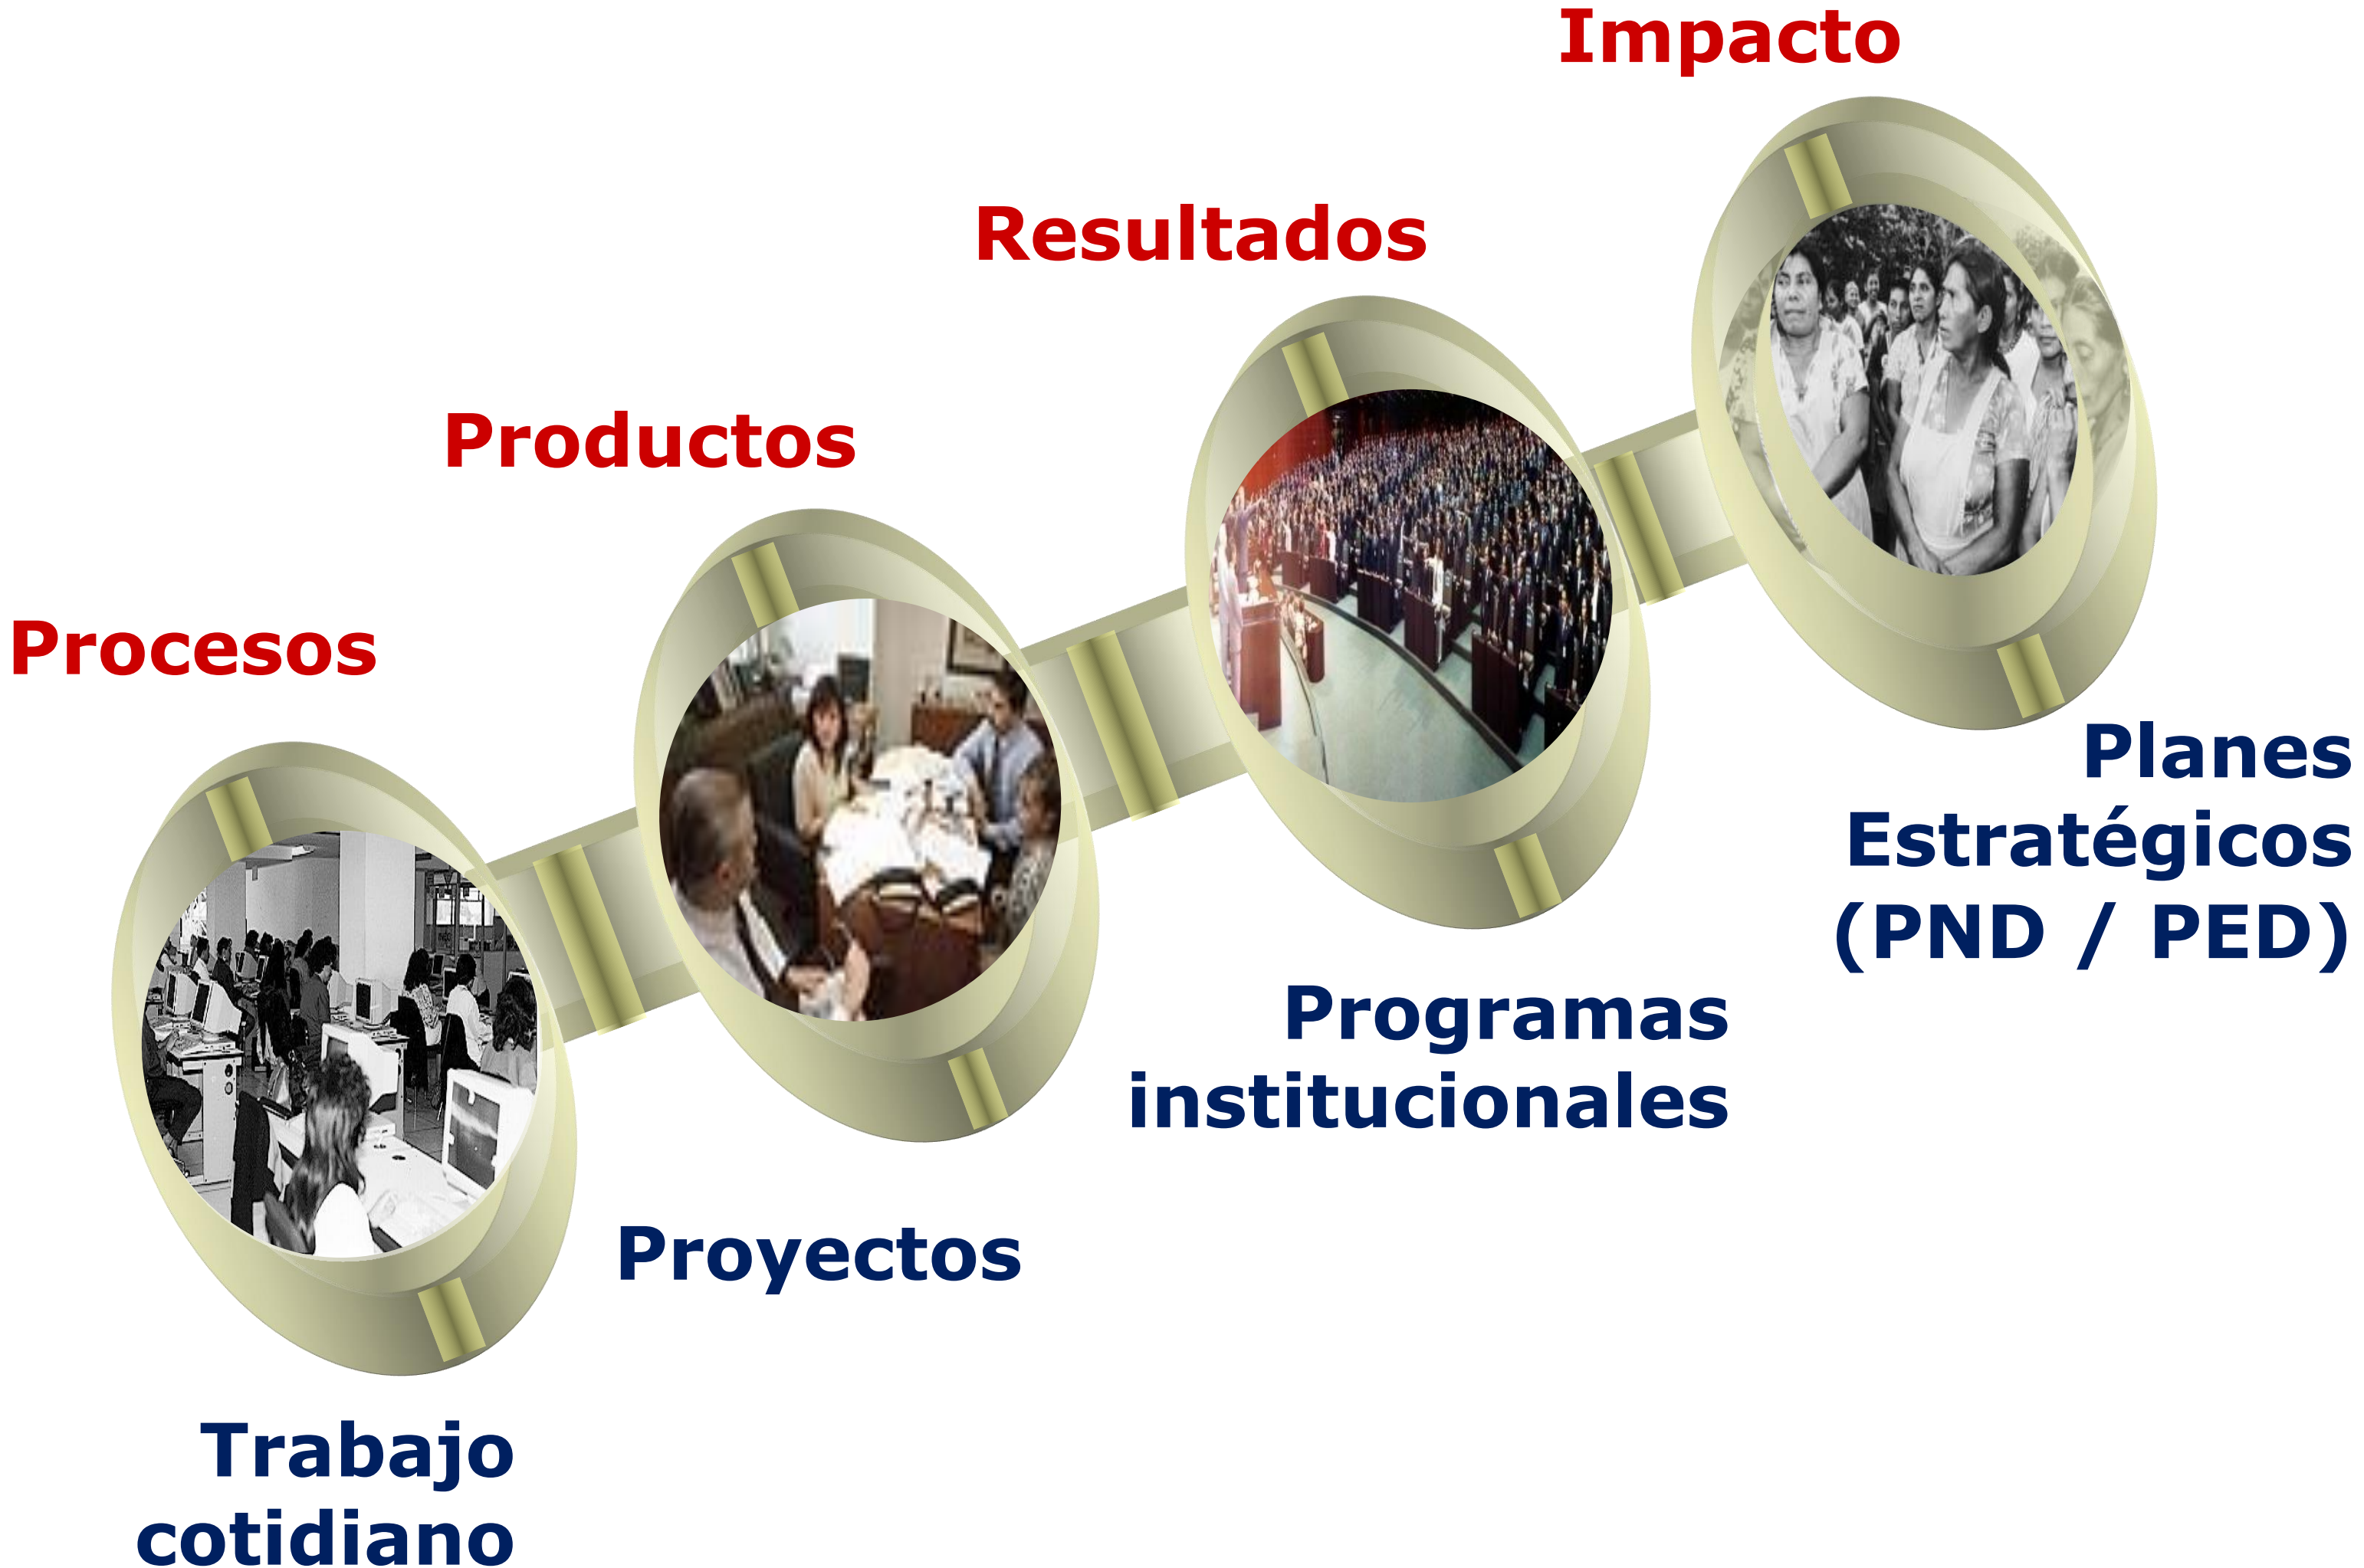 Impacto
Resultados
Productos
Procesos
Planes
Estratégicos
(PND / PED)
Programas
institucionales
Proyectos
Trabajo
cotidiano